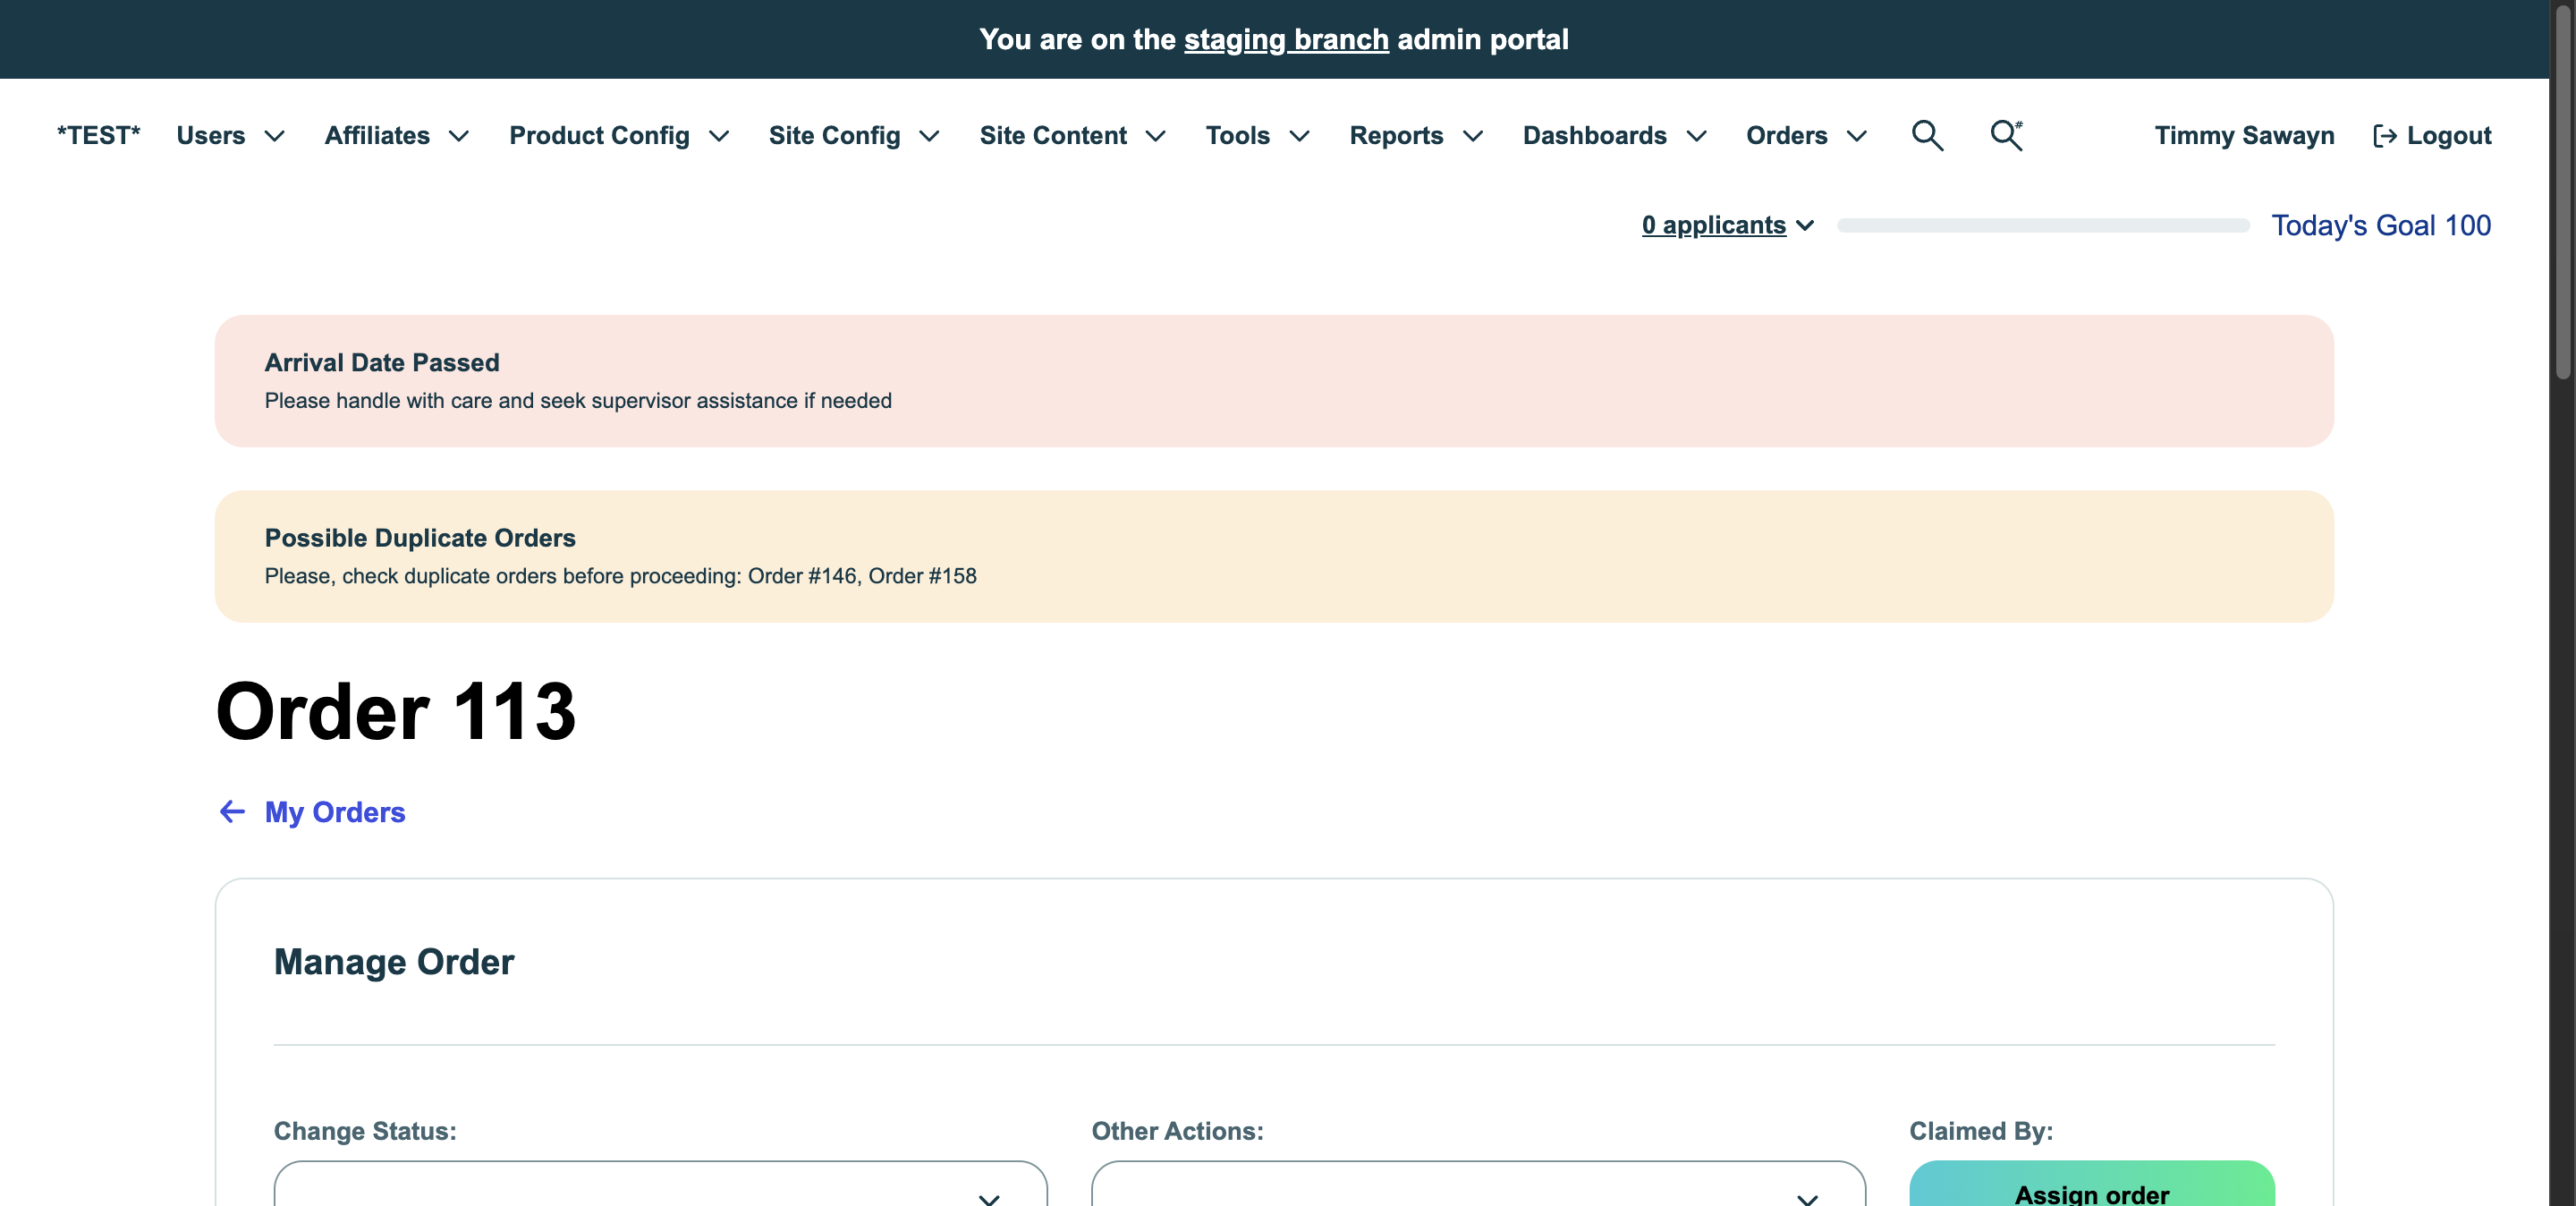 You are on the staging branch admin portal
*TEST* Users Affiliates Product Config Site Config Site Content Tools Reports Dashboards Orders # Timmy Sawayn Logout
0 applicants Today's Goal 100
Arrival Date Passed
Please handle with care and seek supervisor assistance if needed
Possible Duplicate Orders
Please, check duplicate orders before proceeding: Order #146, Order #158
Order 113
My Orders
Manage Order
Change Status: Other Actions: Claimed By:
Assign order